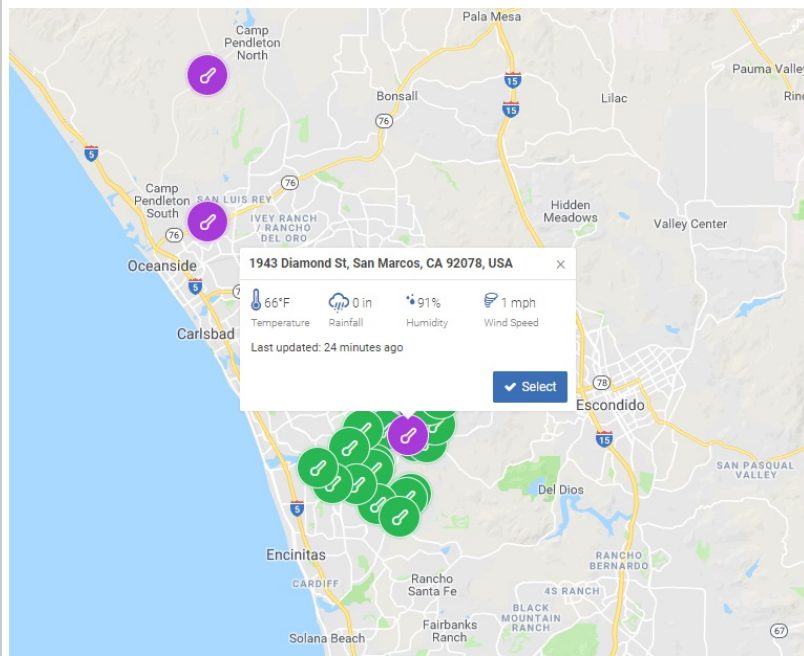 Pala Mesa
Camp
Pendleton
North
Pauma Valley
15
Bonsall
Lilac
15
76
5
76
Camp
Pendleton
South
SAN LUIS REY
IVEY RANCH
/ RANCHO
DEL ORO
Hidden
Meadows
Valley Center
76
Oceanside
5
1943 Diamond St, San Marcos, CA 92078, USA
×
66°F
0 in
91%
1 mph
Temperature
Rainfall
Humidity
Wind Speed
Carlsbad
Last updated: 24 minutes ago
Select
78
Escondido
15
SAN PASQUAL
VALLEY
Del Dios
5
Encinitas
RANCHO
BERNARDO
CARDIFF
Rancho
Santa Fe
4S RANCH
BLACK
MOUNTAIN
RANCH
Fairbanks
Ranch
Solana Beach
67